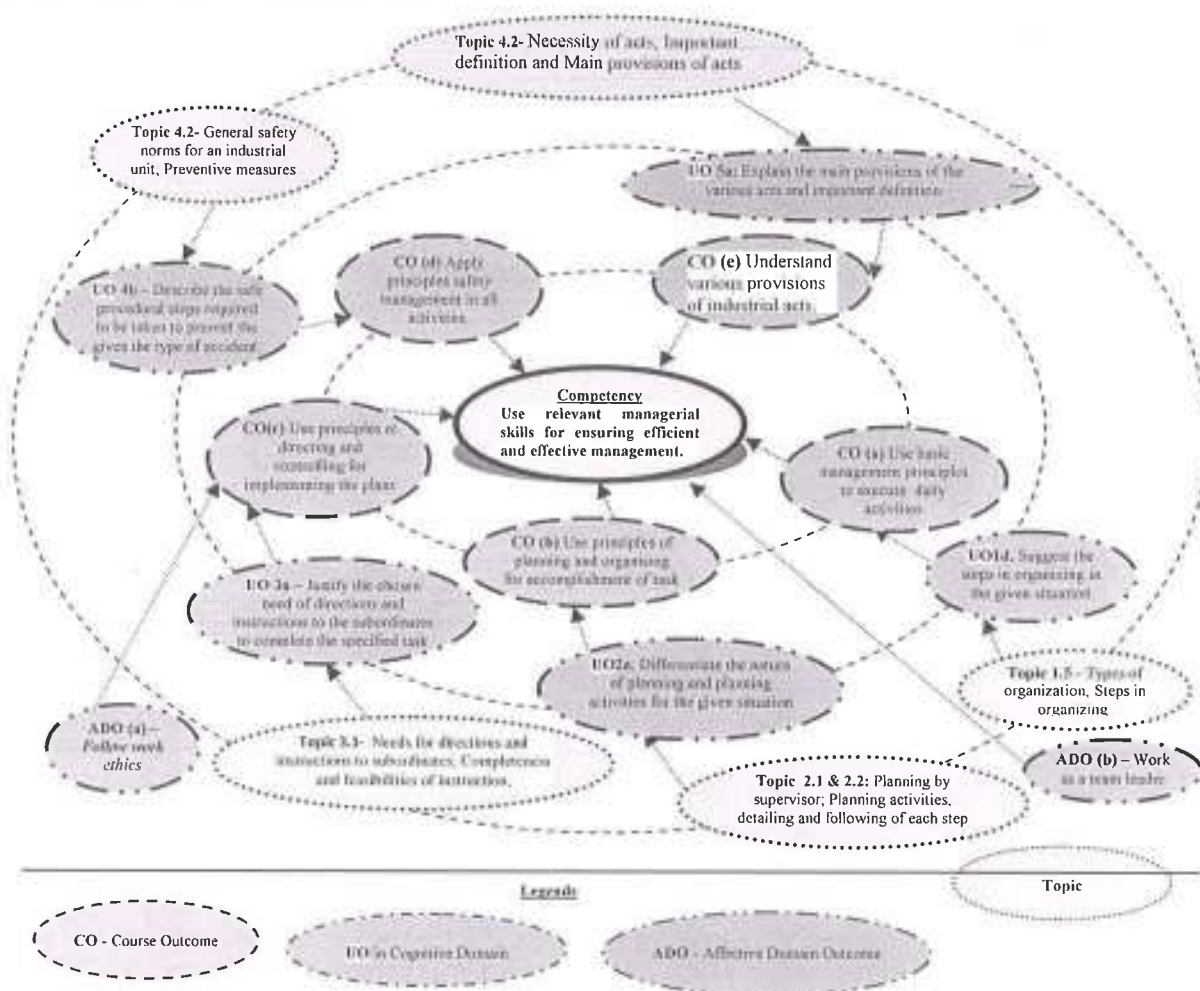 Topic 4.2- Necessity of acts, Important
definition and Main provisions of acts
Topic 4.2- General safety
norms for an industrial
unit, Preventive measures
UO 5a: Explain the main provisions of the
various acts and important definition
CO (d) Apply
principles safety
management in all
activities
CO (e) Understand
various provisions
of industrial acts.
UO 4b – Describe the safe
procedural steps required
to be taken to prevent the
given the type of accident
Competency
Use relevant managerial
skills for ensuring efficient
and effective management.
CO(c) Use principles of
directing and
controlling for
implementing the plans
CO (a) Use basic
management principles
to execute daily
activities
CO (b) Use principles of
planning and organising
for accomplishment of task
UO1d. Suggest the
steps in organizing in
the given situation
UO 3a – Justify the chosen
need of directions and
instructions to the subordinates
to complete the specified task
UO2a. Differentiate the nature
of planning and planning
activities for the given situation
Topic 1.5 - Types of
organization, Steps in
organizing
ADO (a) –
Follow work
ethics
Topic 3.1- Needs for directions and
instructions to subordinates, Completeness
and feasibilities of instruction,
Topic 2.1 & 2.2: Planning by
supervisor; Planning activities,
detailing and following of each step
ADO (b) – Work
as a team leader
Legends
Topic
CO - Course Outcome
UO in Cognitive Domain
ADO - Affective Domain Outcome